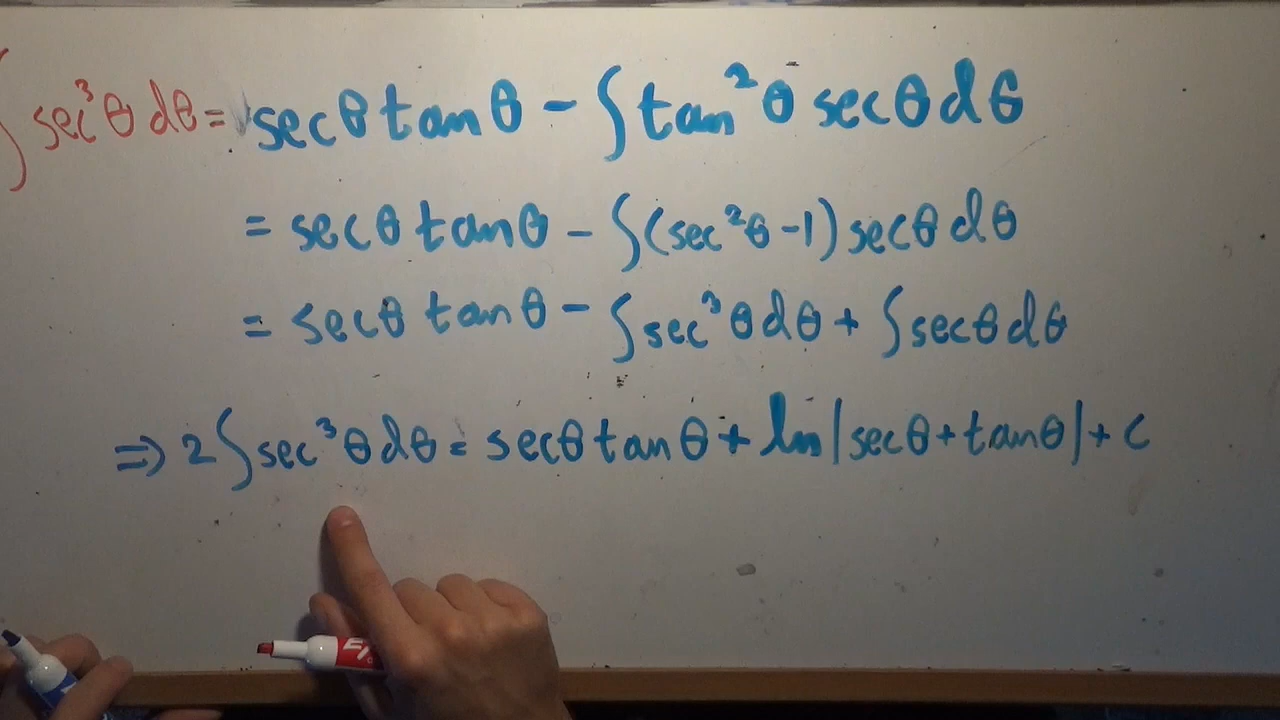 ∫ sec³θ dθ = secθ tanθ − ∫ tan²θ secθ dθ
= secθ tanθ − ∫(sec²θ −1) secθ dθ
= secθ tanθ − ∫ sec³θ dθ + ∫ secθ dθ
⇒ 2 ∫ sec³θ dθ = secθ tanθ + ln|secθ + tanθ| + c